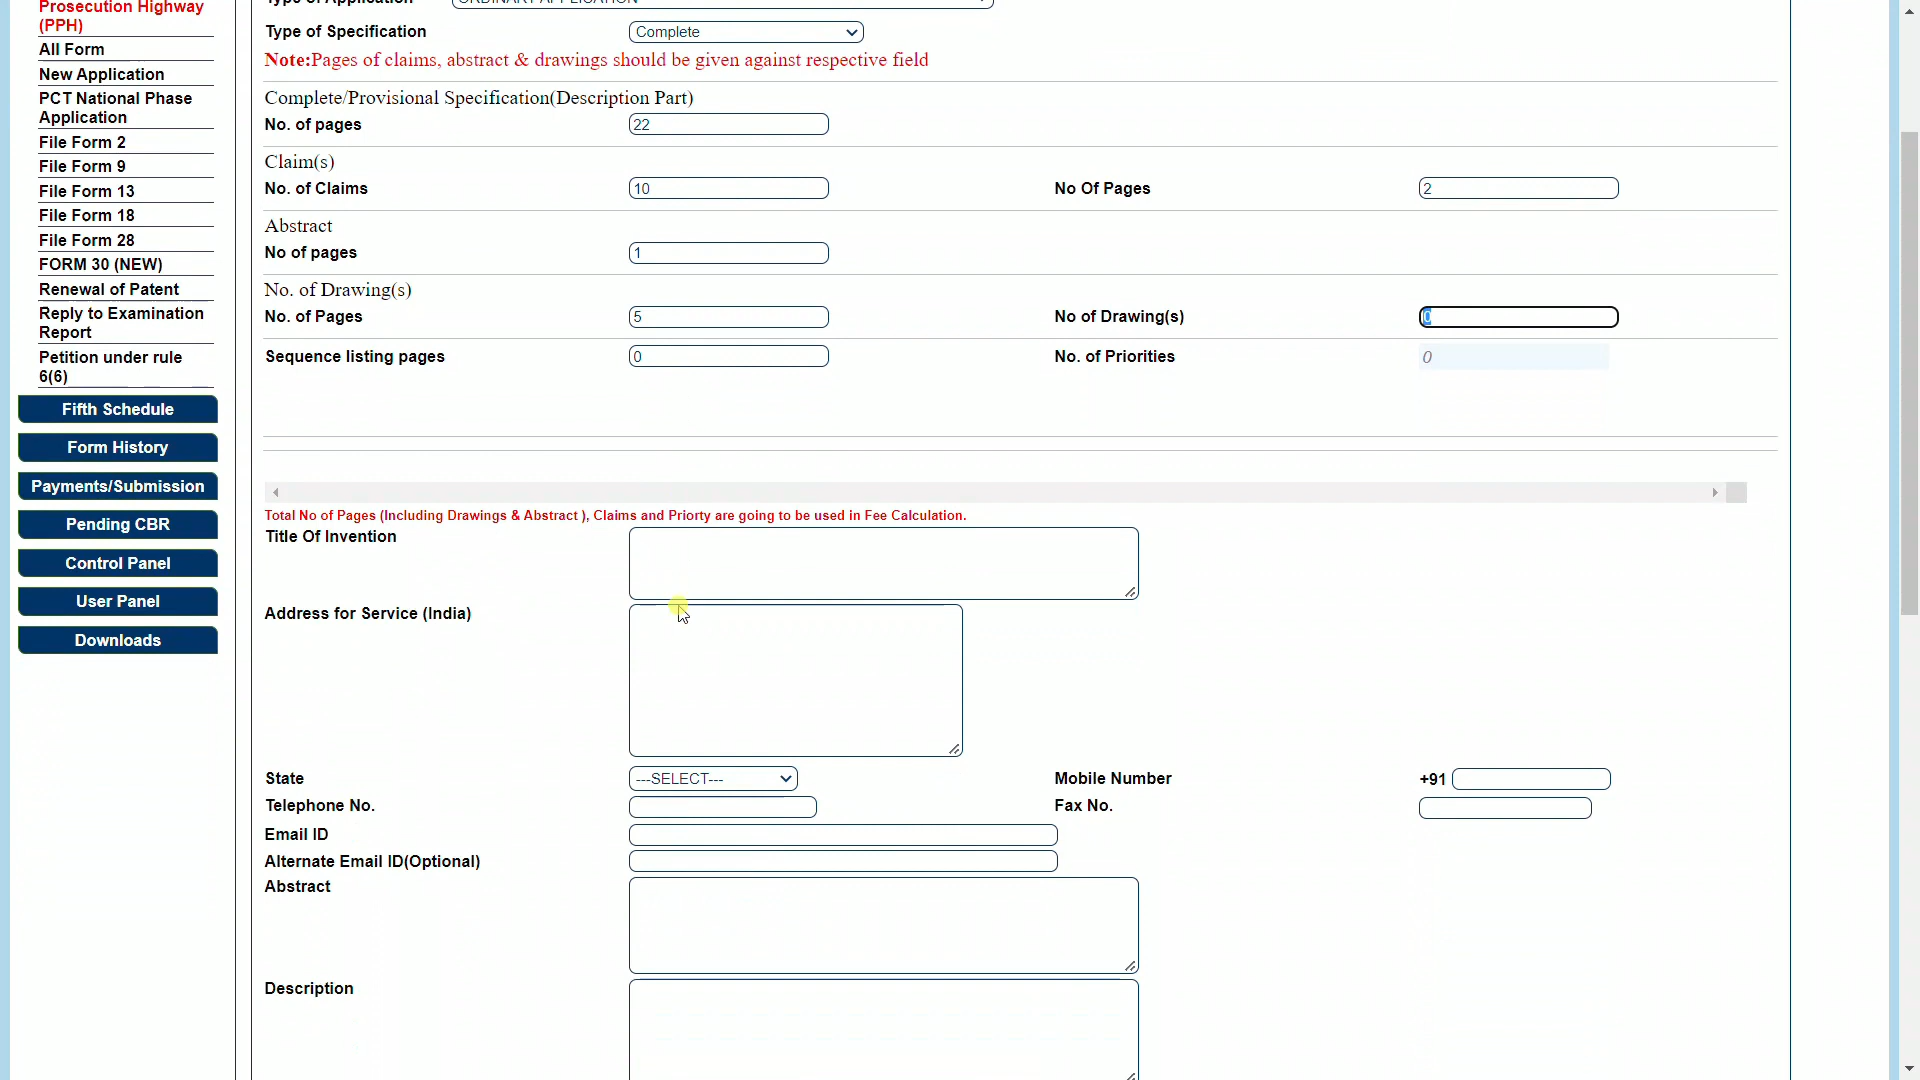 Prosecution Highway
(PPH)
All Form
New Application
PCT National Phase
Application
File Form 2
File Form 9
File Form 13
File Form 18
File Form 28
FORM 30 (NEW)
Renewal of Patent
Reply to Examination
Report
Petition under rule
6(6)
Fifth Schedule
Form History
Payments/Submission
Pending CBR
Control Panel
User Panel
Downloads
Type of Application ORDINARY APPLICATION
Type of Specification Complete
Note:Pages of claims, abstract & drawings should be given against respective field
Complete/Provisional Specification(Description Part)
No. of pages 22
Claim(s)
No. of Claims 10 No Of Pages 2
Abstract
No of pages 1
No. of Drawing(s)
No. of Pages 5 No of Drawing(s) 0
Sequence listing pages 0 No. of Priorities 0
Total No of Pages (Including Drawings & Abstract ), Claims and Priorty are going to be used in Fee Calculation.
Title Of Invention
Address for Service (India)
State ---SELECT--- Mobile Number +91
Telephone No. Fax No.
Email ID
Alternate Email ID(Optional)
Abstract
Description